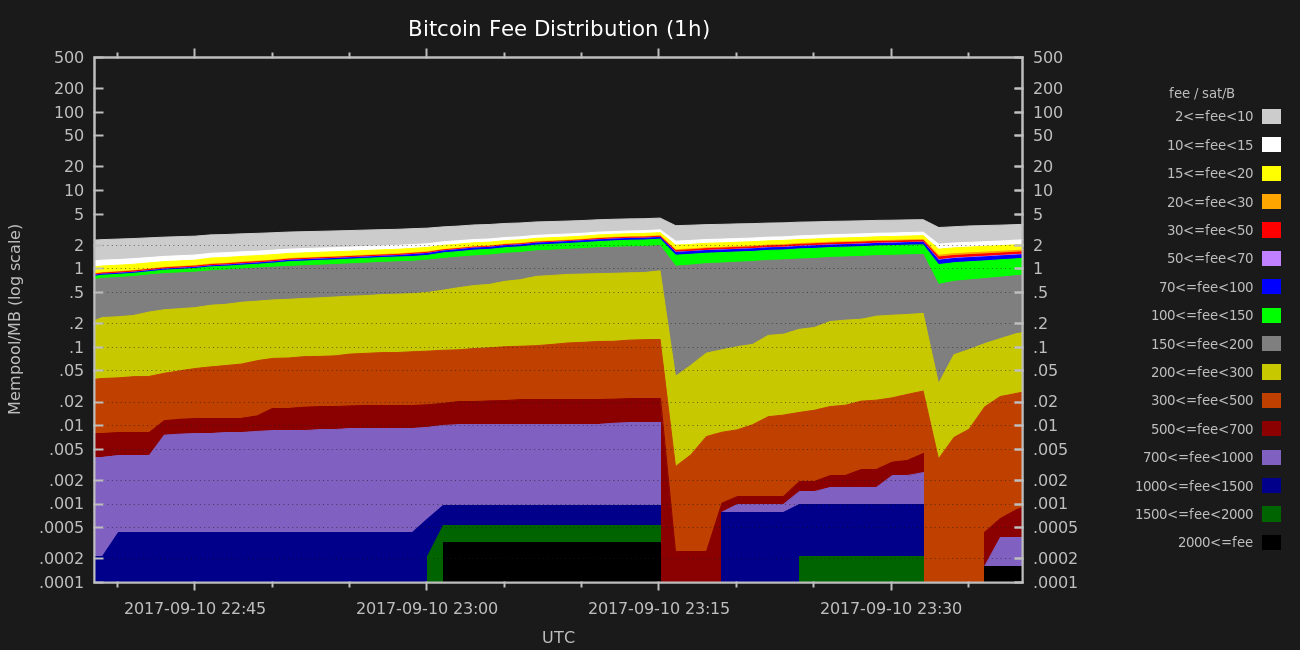 Bitcoin Fee Distribution (1h)
Mempool/MB (log scale)
500
200
100
50
20
10
5
2
1
.5
.2
.1
.05
.02
.01
.005
.002
.001
.0005
.0002
.0001
500
200
100
50
20
10
5
2
1
.5
.2
.1
.05
.02
.01
.005
.002
.001
.0005
.0002
.0001
2017-09-10 22:45
2017-09-10 23:00
2017-09-10 23:15
2017-09-10 23:30
UTC
fee / sat/B
2<=fee<10
10<=fee<15
15<=fee<20
20<=fee<30
30<=fee<50
50<=fee<70
70<=fee<100
100<=fee<150
150<=fee<200
200<=fee<300
300<=fee<500
500<=fee<700
700<=fee<1000
1000<=fee<1500
1500<=fee<2000
2000<=fee